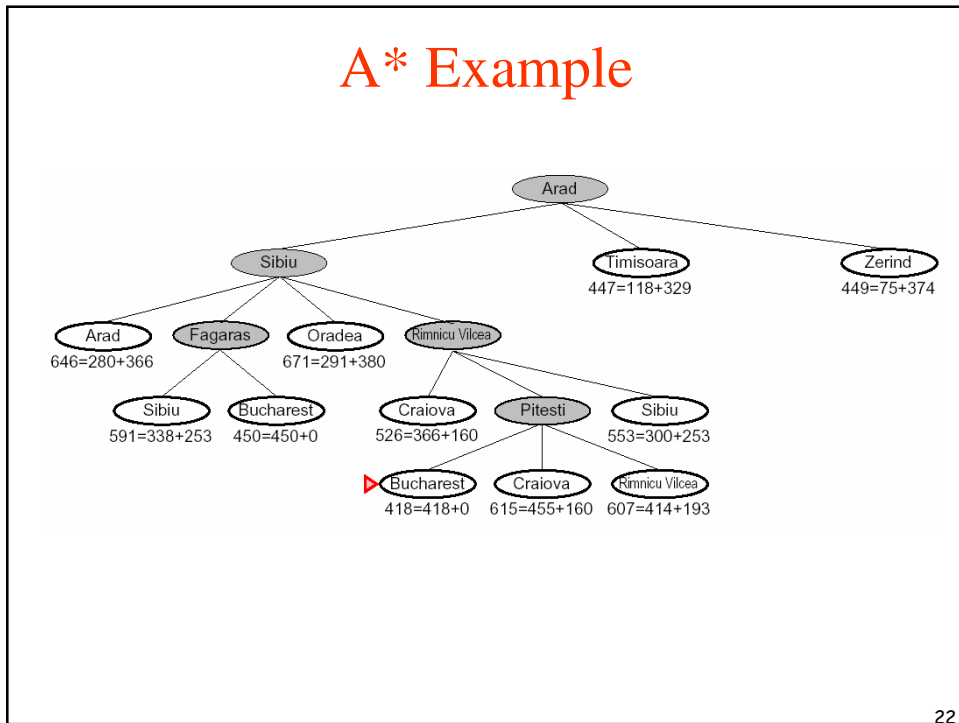 A* Example
Arad
Sibiu Timisoara Zerind
447=118+329 449=75+374
Arad Fagaras Oradea Rimnicu Vilcea
646=280+366 671=291+380
Sibiu Bucharest Craiova Pitesti Sibiu
591=338+253 450=450+0 526=366+160 553=300+253
Bucharest Craiova Rimnicu Vilcea
418=418+0 615=455+160 607=414+193
22